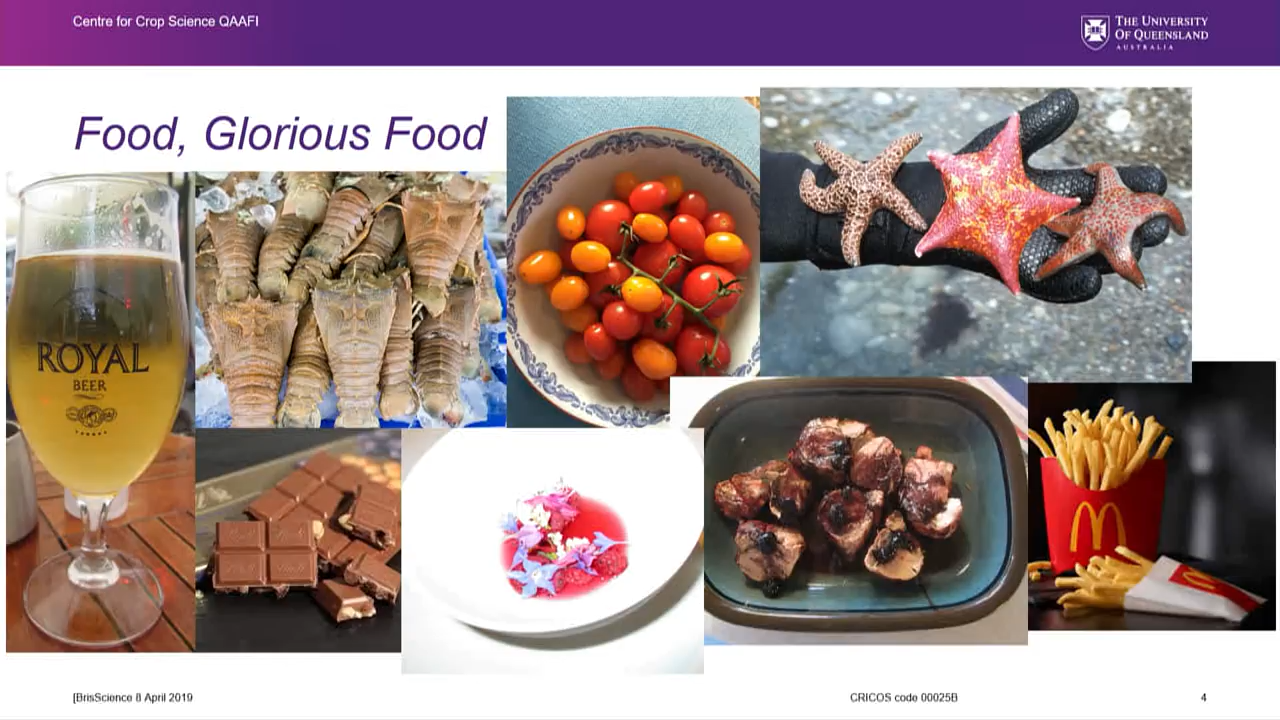 Centre for Crop Science QAAFI
THE UNIVERSITY
OF QUEENSLAND
AUSTRALIA
Food, Glorious Food
ROYAL
BEER
[BrisScience 8 April 2019
CRICOS code 00025B
4